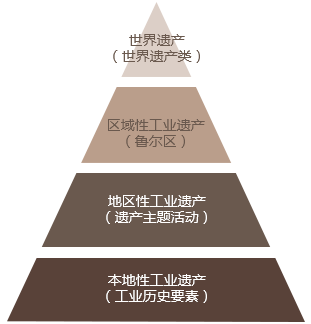 世界遗产
（世界遗产类）
区域性工业遗产
（鲁尔区）
地区性工业遗产
（遗产主题活动）
本地性工业遗产
（工业历史要素）